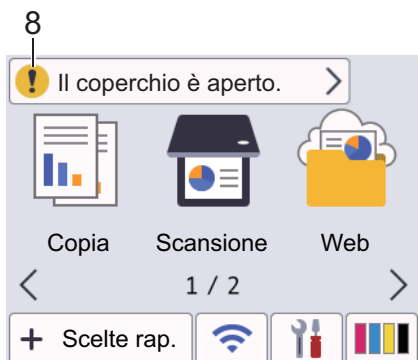 8
Il coperchio è aperto.
Copia Scansione Web
1 / 2
+ Scelte rap.